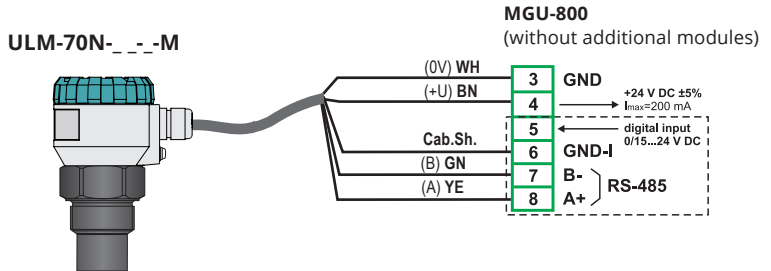 MGU-800
(without additional modules)
ULM-70N-_ _-_-M
(0V) WH 3 GND
(+U) BN 4 +24 V DC ±5%
Imax=200 mA
5 digital input
0/15...24 V DC
Cab.Sh. 6 GND-I
(B) GN 7 B-
RS-485
(A) YE 8 A+